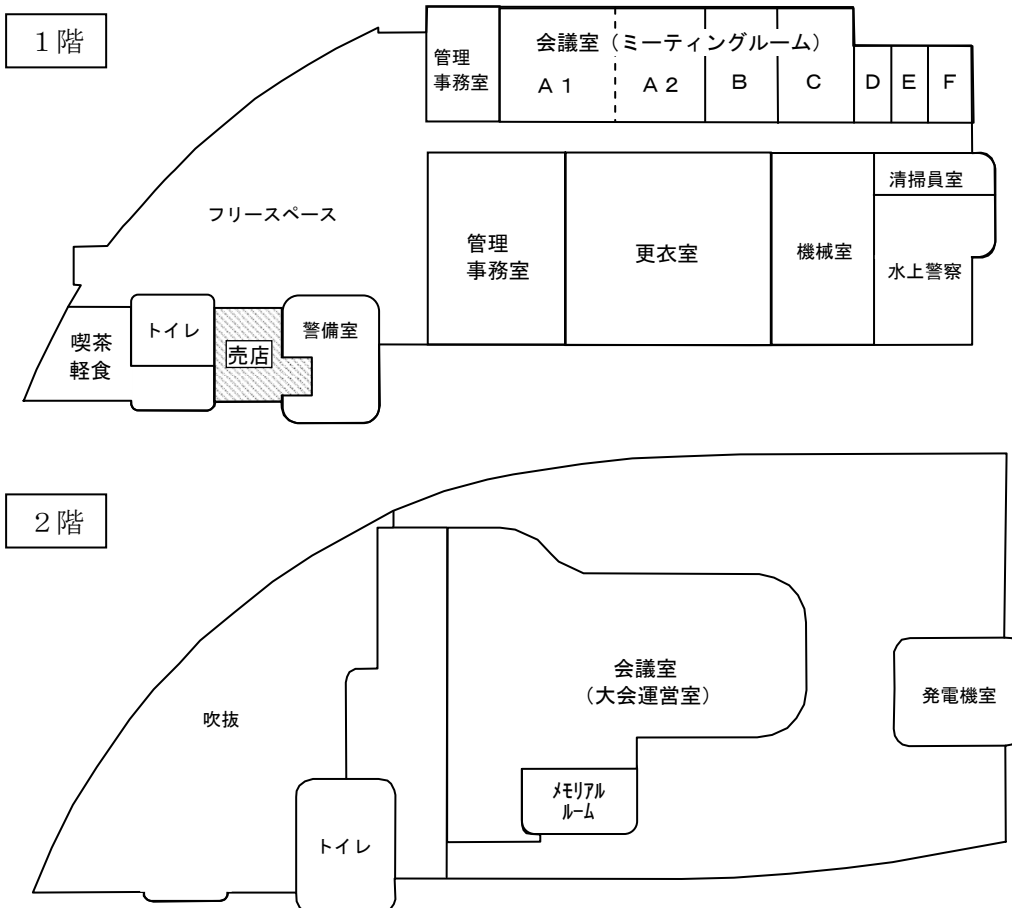 1階
会議室（ミーティングルーム）
管理
事務室
A1
A2
B
C
D
E
F
清掃員室
フリースペース
管理
事務室
更衣室
機械室
水上警察
トイレ
警備室
喫茶
軽食
売店
2階
会議室
（大会運営室）
発電機室
吹抜
メモリアル
ルーム
トイレ